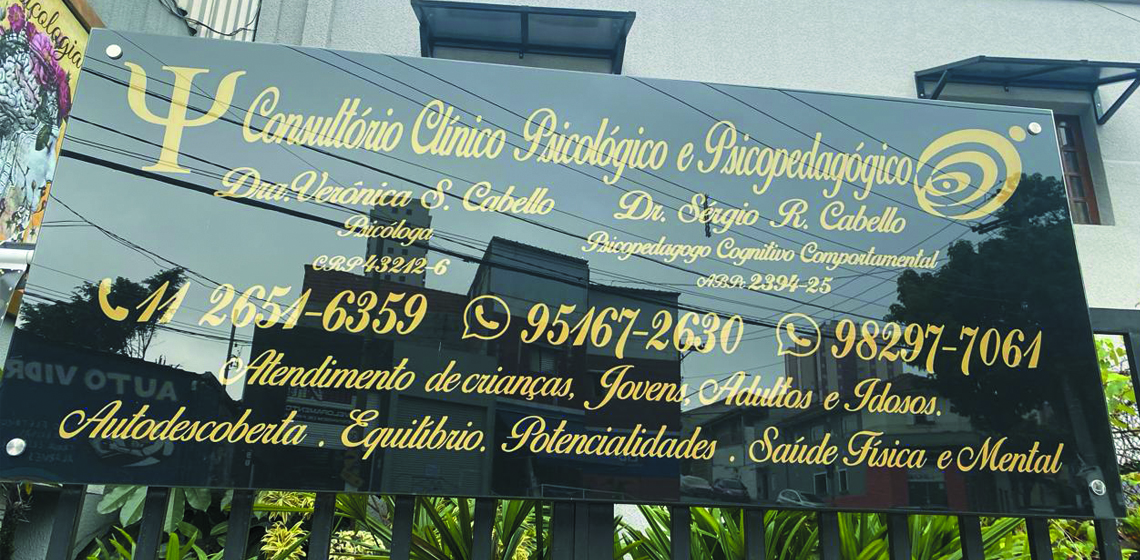 Psicologia
Ψ Consultório Clínico Psicológico e Psicopedagógico
Dra. Verônica S. Cabello
Psicóloga
CRP 43212-6
Dr. Sérgio R. Cabello
Psicopedagogo Cognitivo Comportamental
ABPp: 2394-25
11 2651-6359 95167-2630 98297-7061
Atendimento de crianças, Jovens, Adultos e Idosos.
Autodescoberta . Equilíbrio. Potencialidades . Saúde Física e Mental
AUTO VIDR